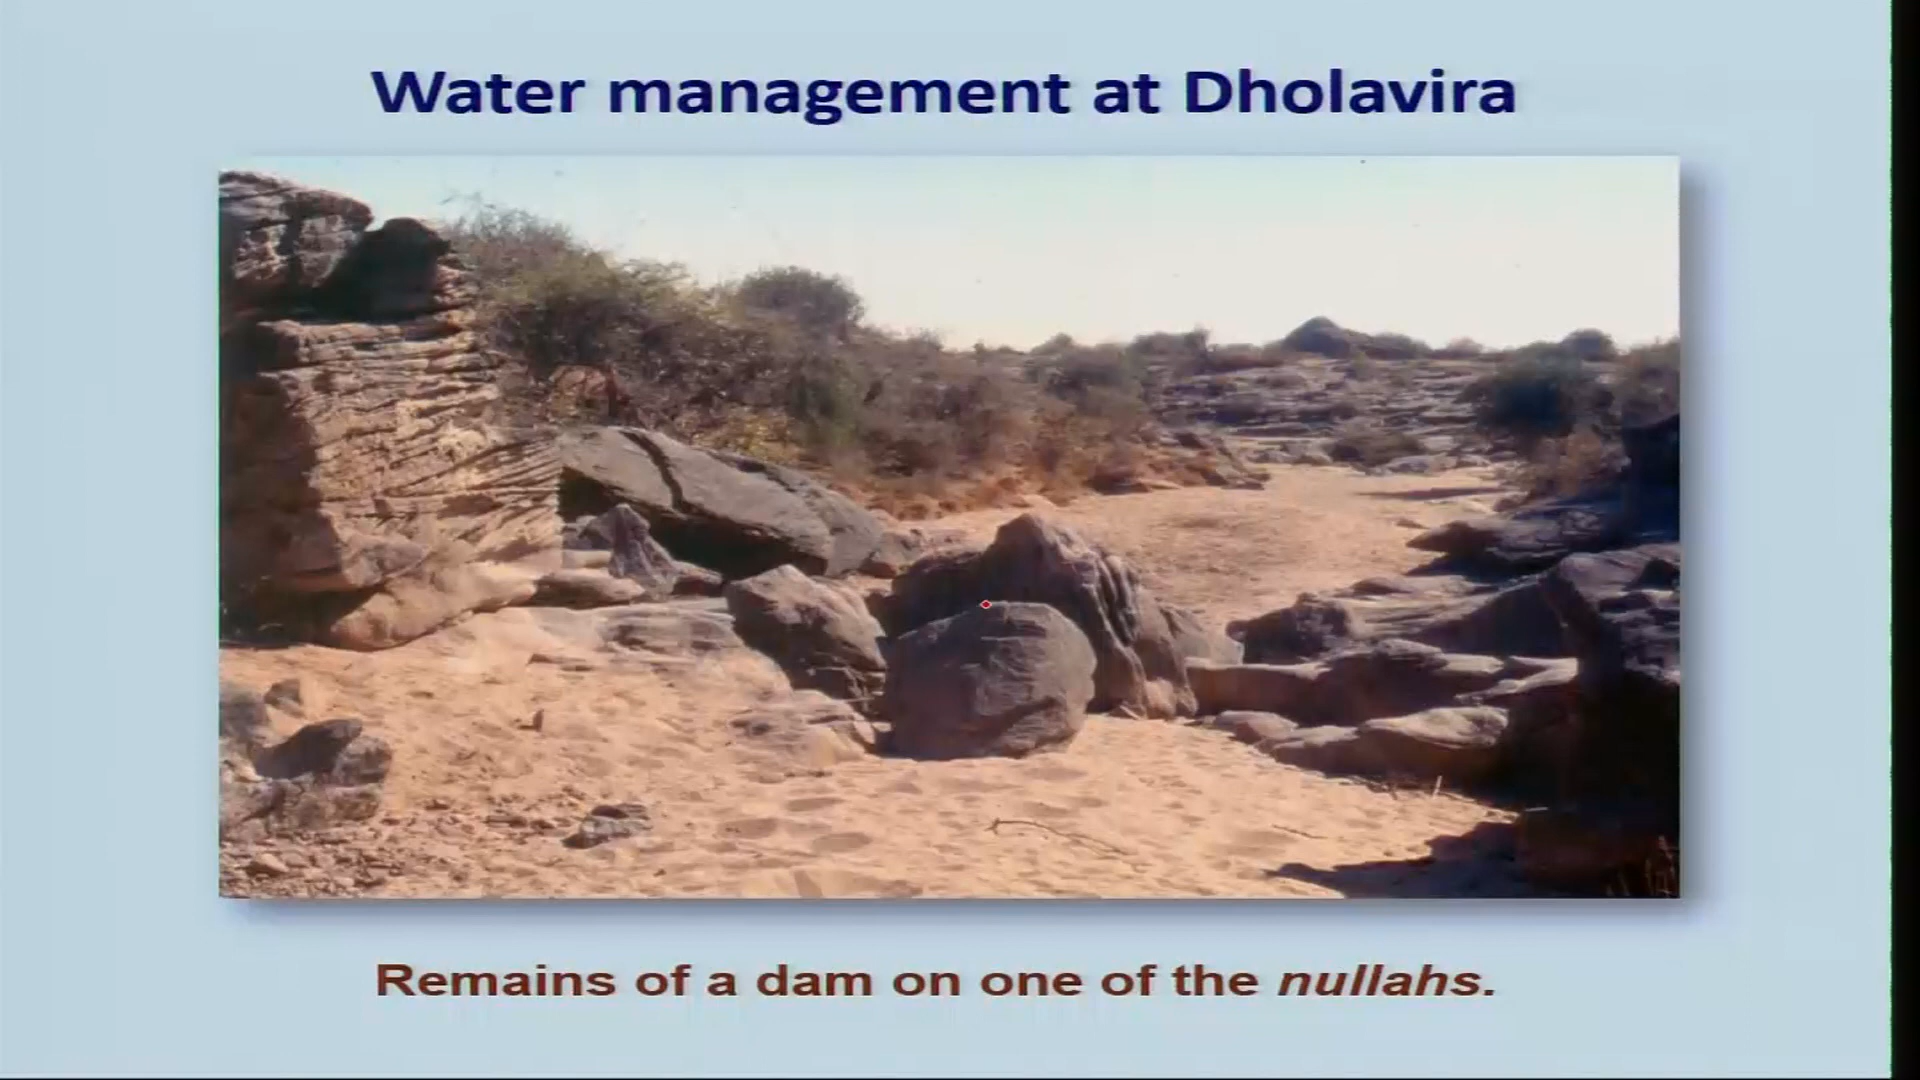 Water management at Dholavira
Remains of a dam on one of the nullahs.